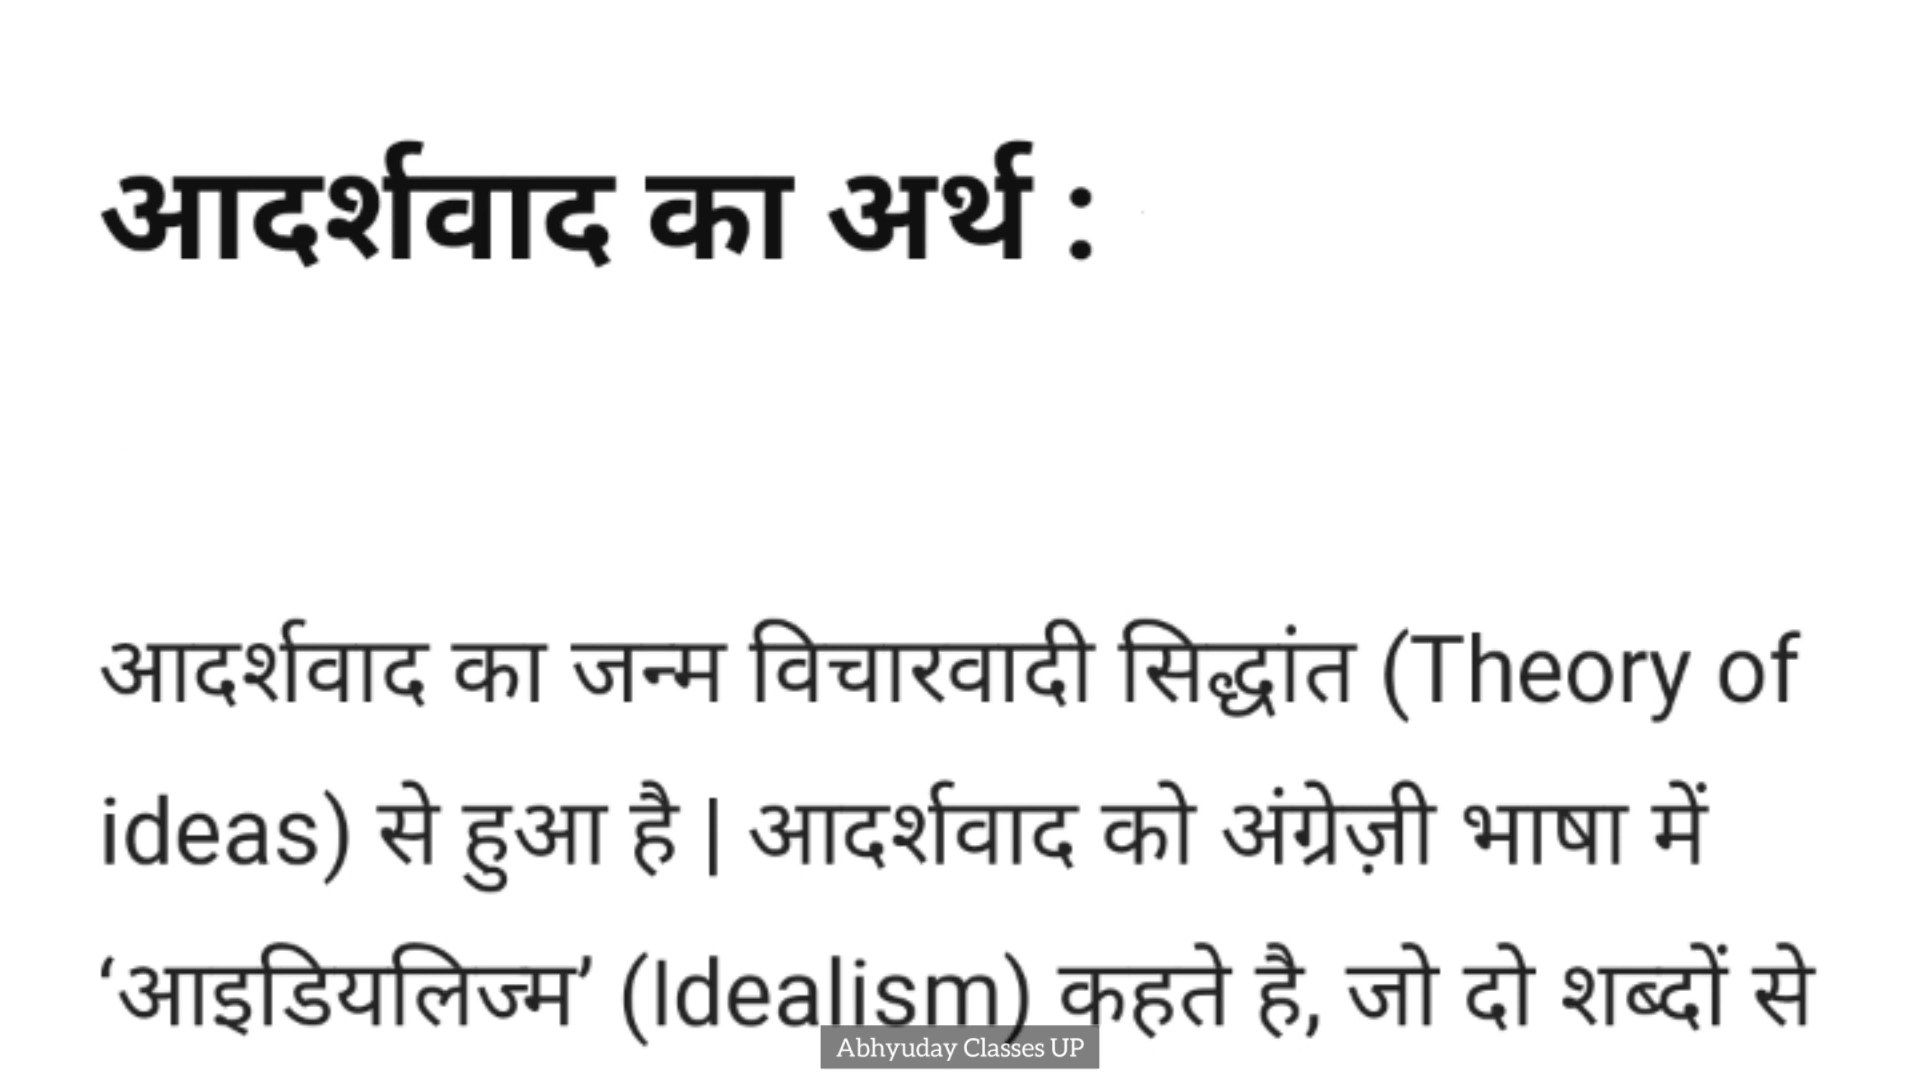 आदर्शवाद का अर्थ :
आदर्शवाद का जन्म विचारवादी सिद्धांत (Theory of
ideas) से हुआ है | आदर्शवाद को अंग्रेज़ी भाषा में
‘आइडियलिज्म’ (Idealism) कहते है, जो दो शब्दों से
Abhyuday Classes UP